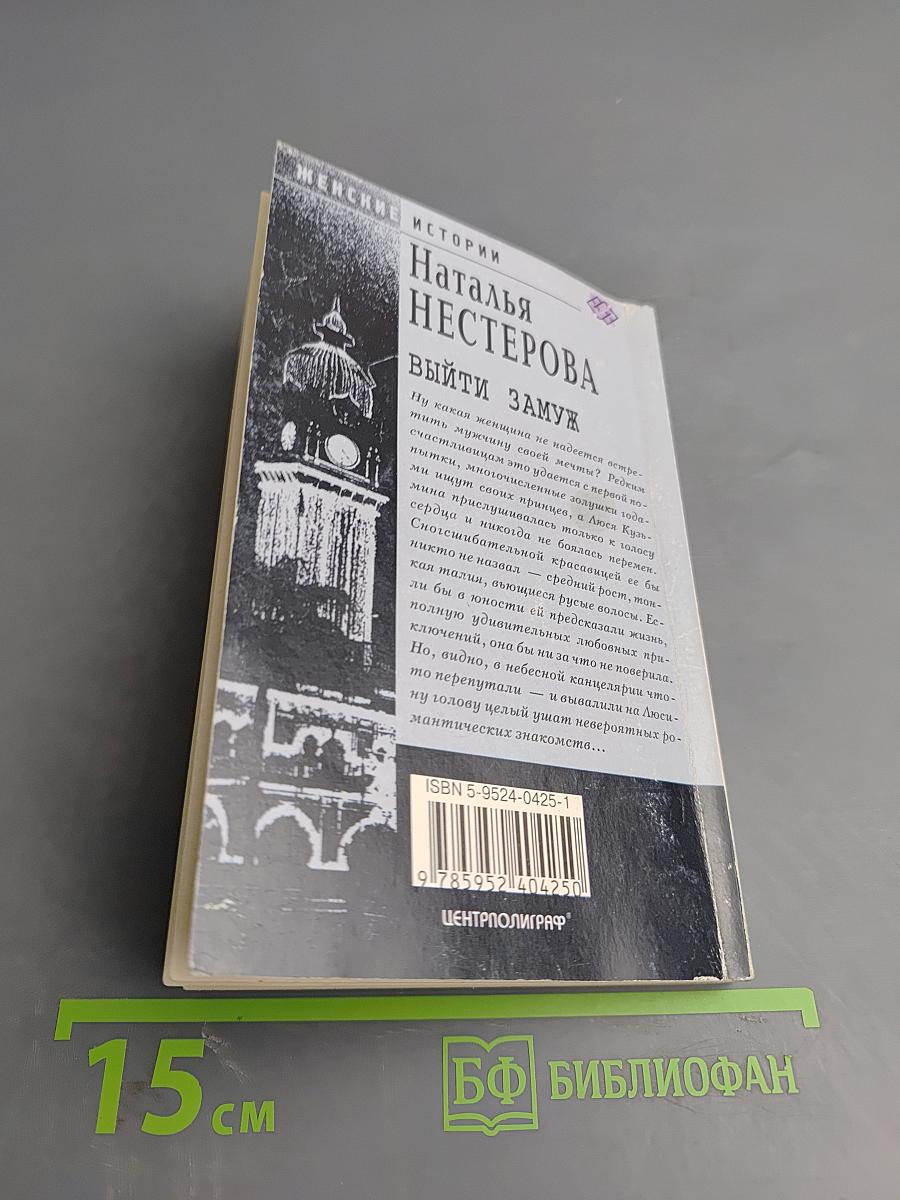 ЖЕНСКИЕ ИСТОРИИ
Наталья
НЕСТЕРОВА
ВЫЙТИ ЗАМУЖ
Ну какая женщина не надеется встре-
тить мужчину своей мечты? Редким
счастливицам это удается с первой по-
пытки, многочисленные золушки года-
ми ищут своих принцев, а Люся Кузь-
мина прислушивалась только к голосу
сердца и никогда не боялась перемен.
Сногсшибательной красавицей ее бы
никто не назвал — средний рост, тон-
кая талия, вьющиеся русые волосы. Ес-
ли бы в юности ей предсказали жизнь,
полную удивительных любовных при-
ключений, она бы ни за что не поверила.
Но, видно, в небесной канцелярии что-
то перепутали — и вывалили на Люси-
ну голову целый ушат невероятных ро-
мантических знакомств...
ISBN 5-9524-0425-1
9 785952 404250
ЦЕНТРПОЛИГРАФ®
15 см
БФ БИБЛИОФАН